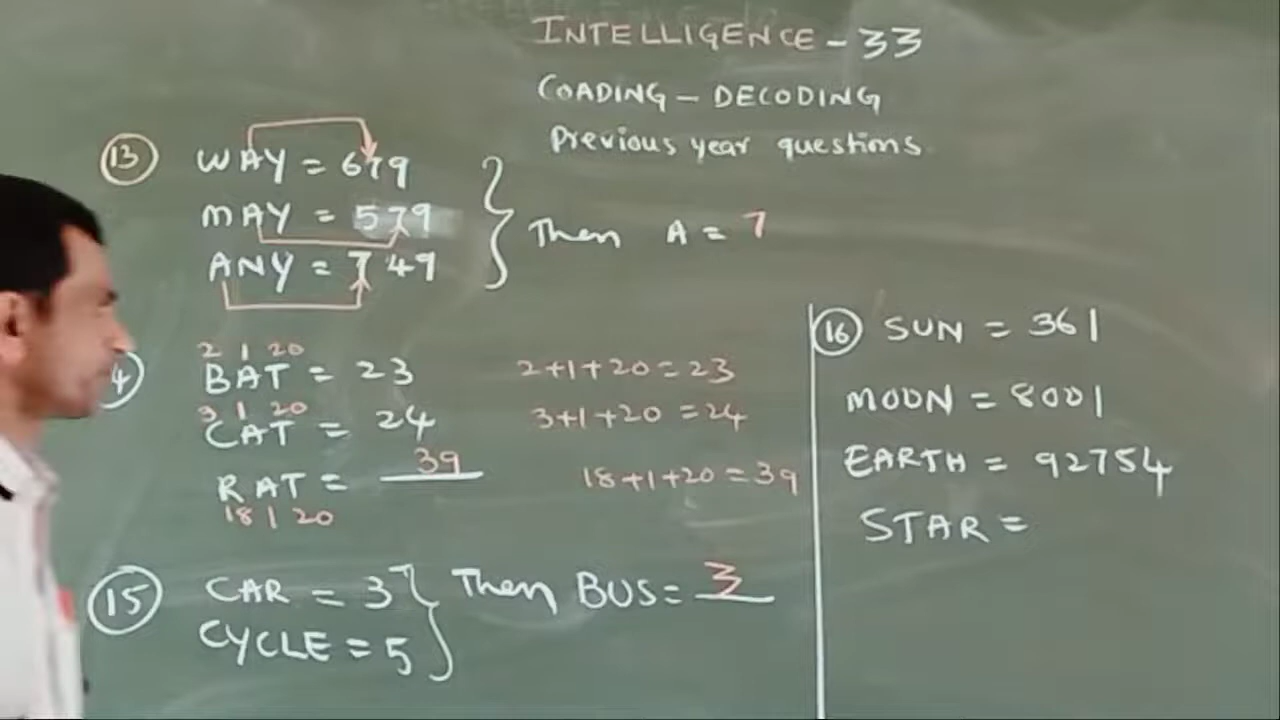 INTELLIGENCE - 33
COADING - DECODING
Previous year questions
13 WAY = 679
MAY = 579
ANY = 749
} Then A = 7
2 1 20
BAT = 23 2+1+20=23
3 1 20
CAT = 24 3+1+20=24
RAT = 39 18+1+20=39
18 1 20
15 CAR = 3
CYCLE = 5
} Then BUS = 3
16 SUN = 361
MOON = 8001
EARTH = 92754
STAR =